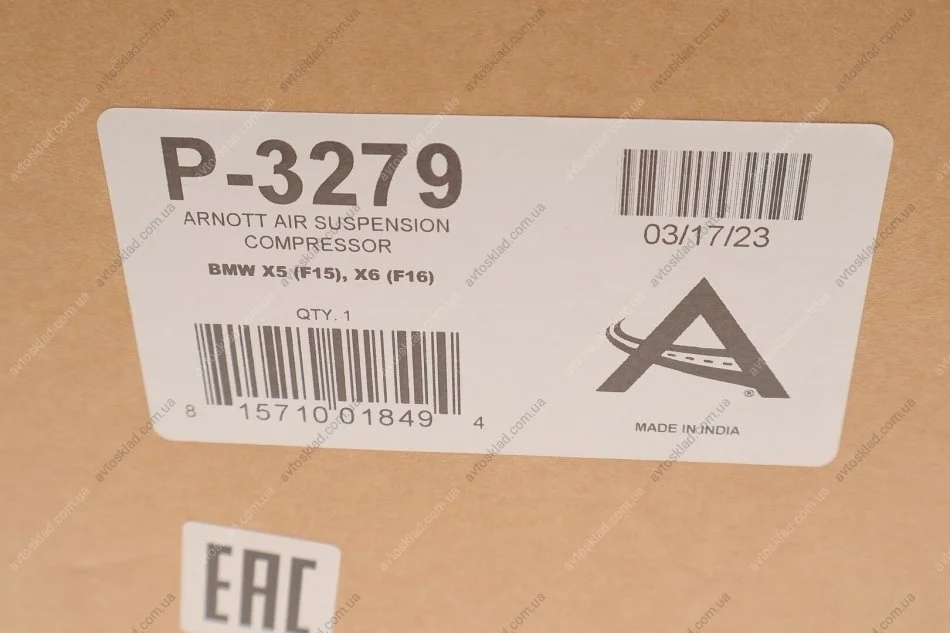 P-3279
ARNOTT AIR SUSPENSION
COMPRESSOR
BMW X5 (F15), X6 (F16)
QTY. 1
8 15710 01849 4
03/17/23
®
MADE IN INDIA
EAC
avtosklad.com.ua